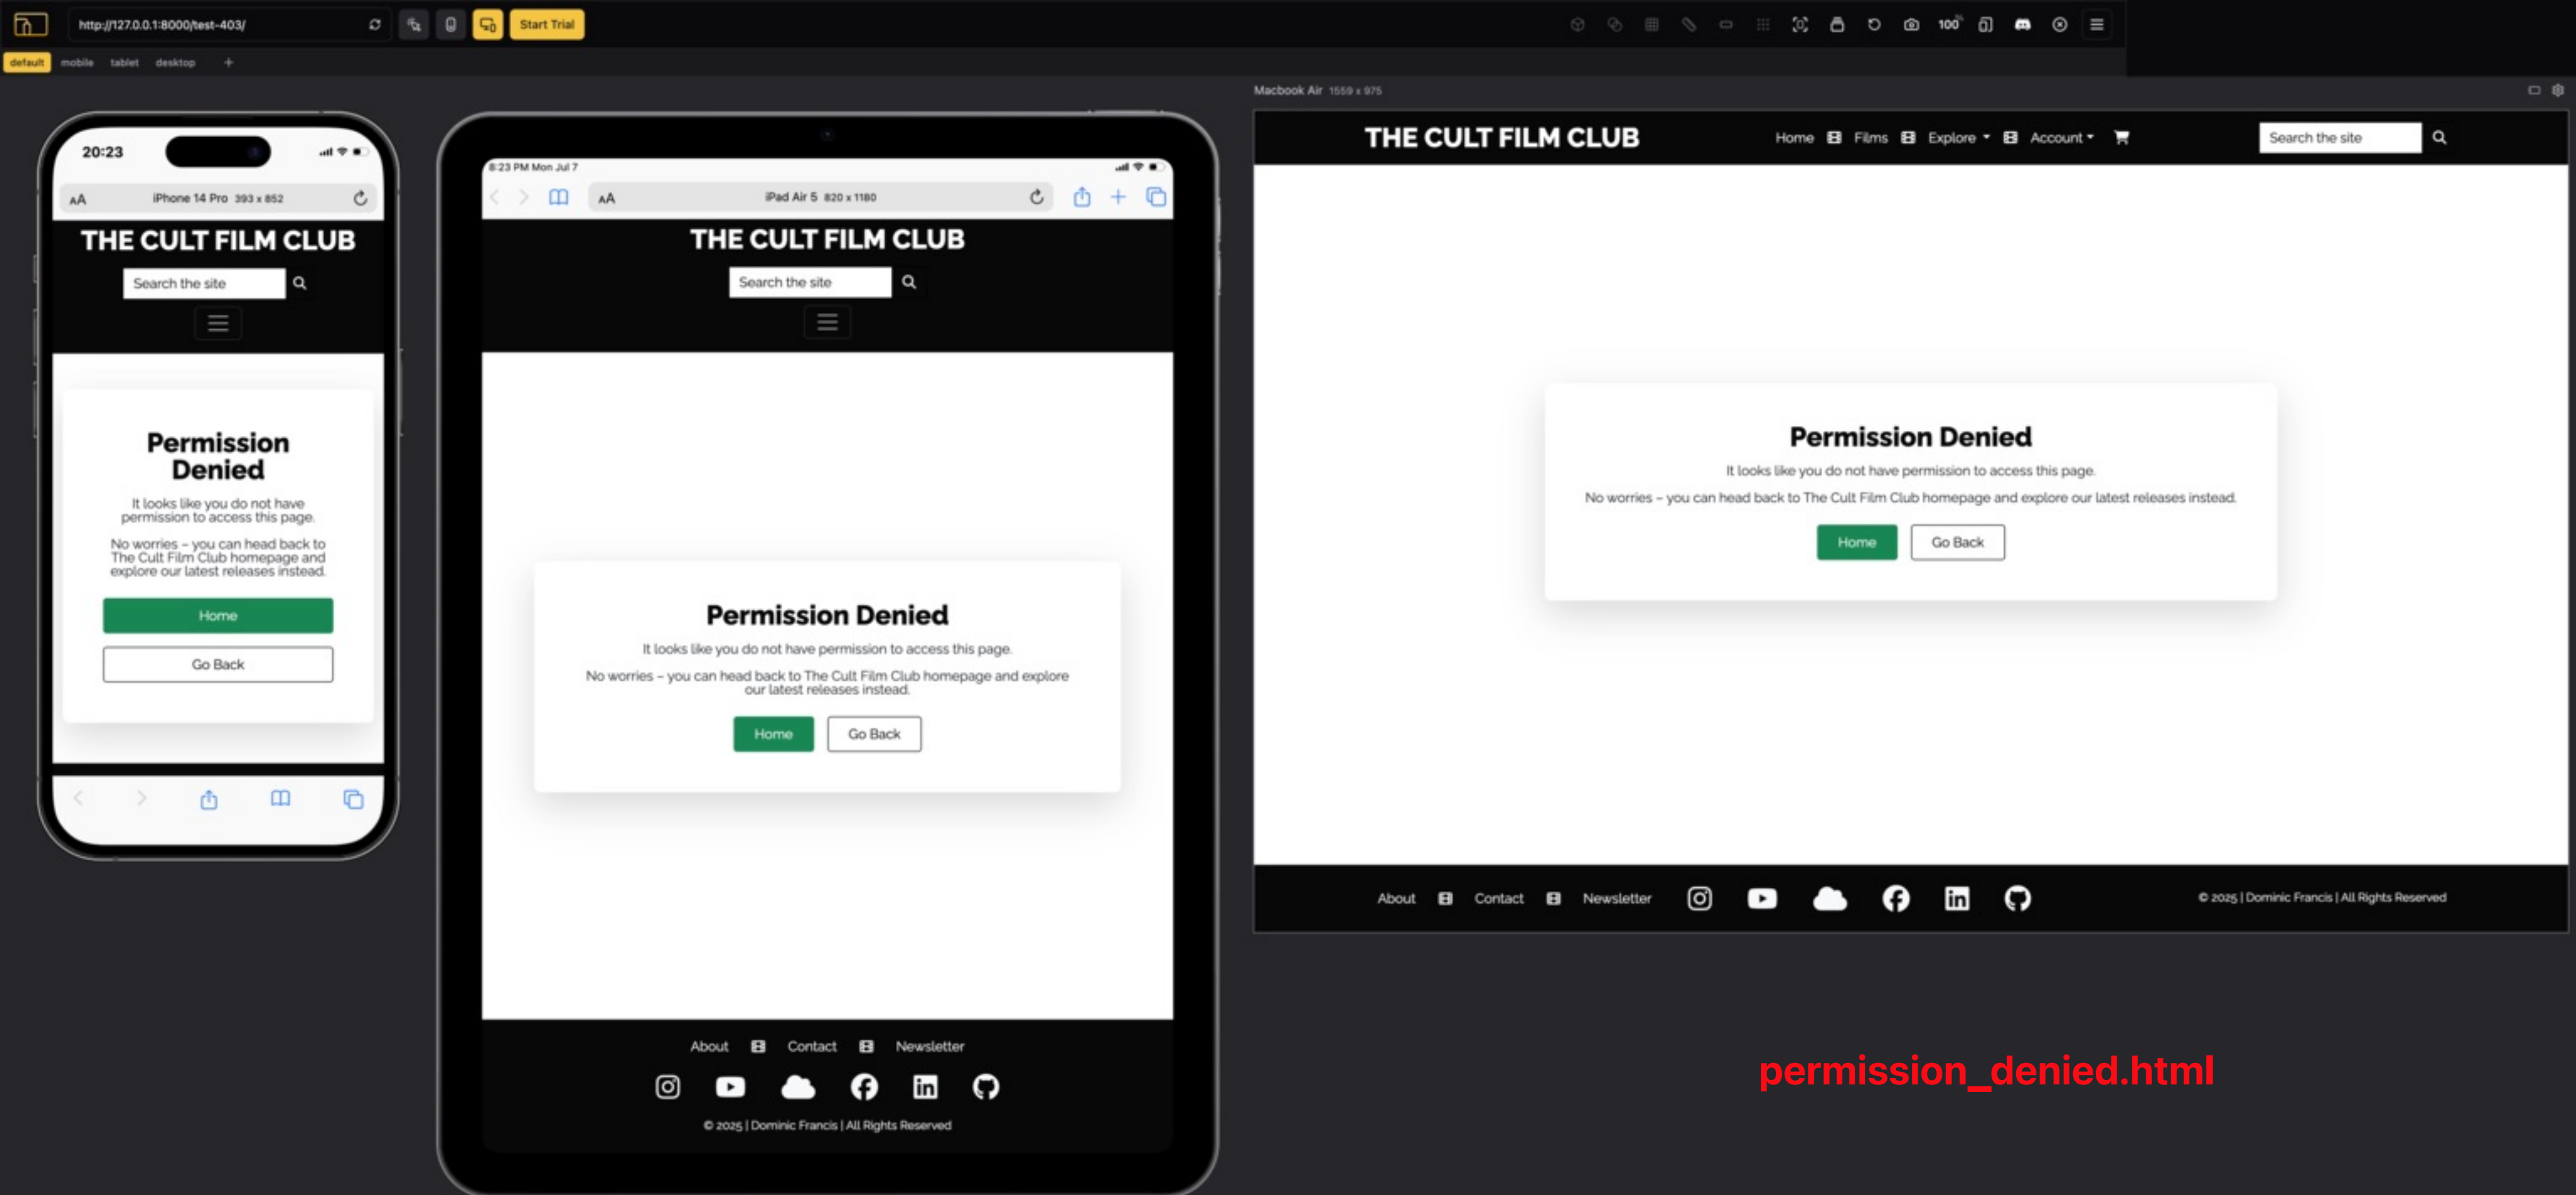 http://127.0.0.1:8000/test-403/
Start Trial
100%
default mobile tablet desktop +
20:23
AA iPhone 14 Pro 393 x 852
THE CULT FILM CLUB
Search the site
Permission
Denied
It looks like you do not have
permission to access this page.
No worries – you can head back to
The Cult Film Club homepage and
explore our latest releases instead.
Home
Go Back
8:23 PM Mon Jul 7
AA iPad Air 5 820 x 1180
THE CULT FILM CLUB
Search the site
Permission Denied
It looks like you do not have permission to access this page.
No worries – you can head back to The Cult Film Club homepage and explore
our latest releases instead.
Home Go Back
About Contact Newsletter
© 2025 | Dominic Francis | All Rights Reserved
Macbook Air 1559 x 975
THE CULT FILM CLUB Home Films Explore Account Search the site
Permission Denied
It looks like you do not have permission to access this page.
No worries – you can head back to The Cult Film Club homepage and explore our latest releases instead.
Home Go Back
About Contact Newsletter © 2025 | Dominic Francis | All Rights Reserved
permission_denied.html